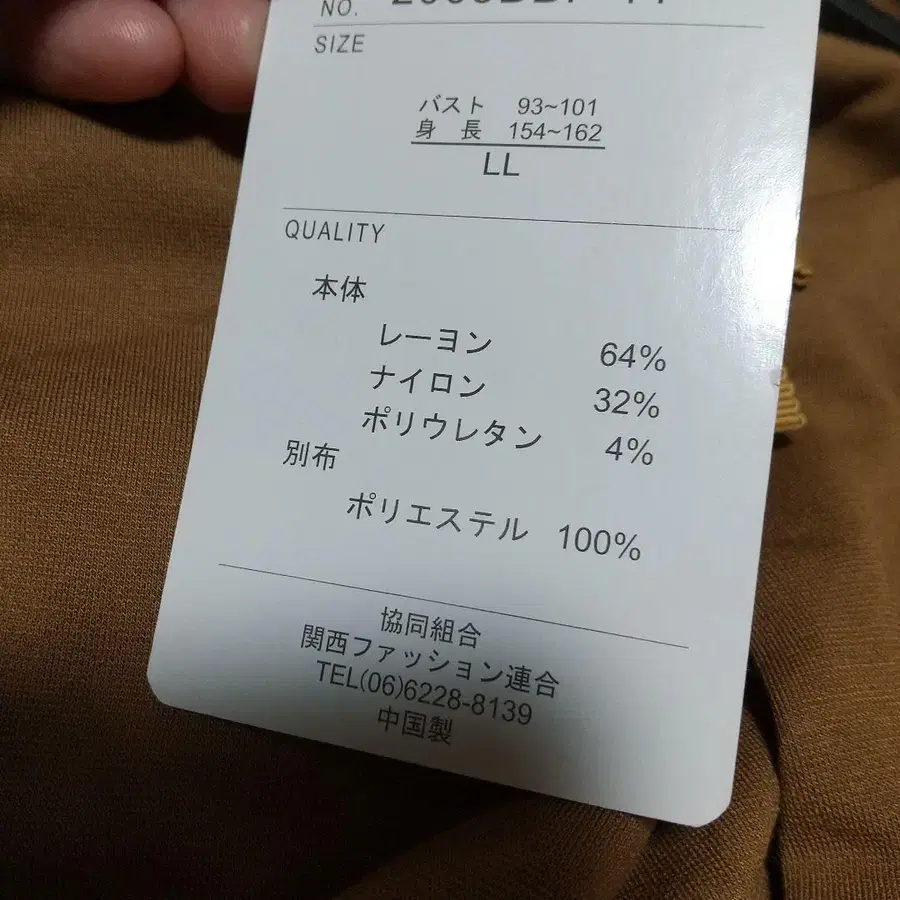 NO.
SIZE
バスト 93~101
身 長 154~162
LL
QUALITY
本体
レーヨン 64%
ナイロン 32%
ポリウレタン 4%
別布
ポリエステル 100%
協同組合
関西ファッション連合
TEL(06)6228-8139
中国製